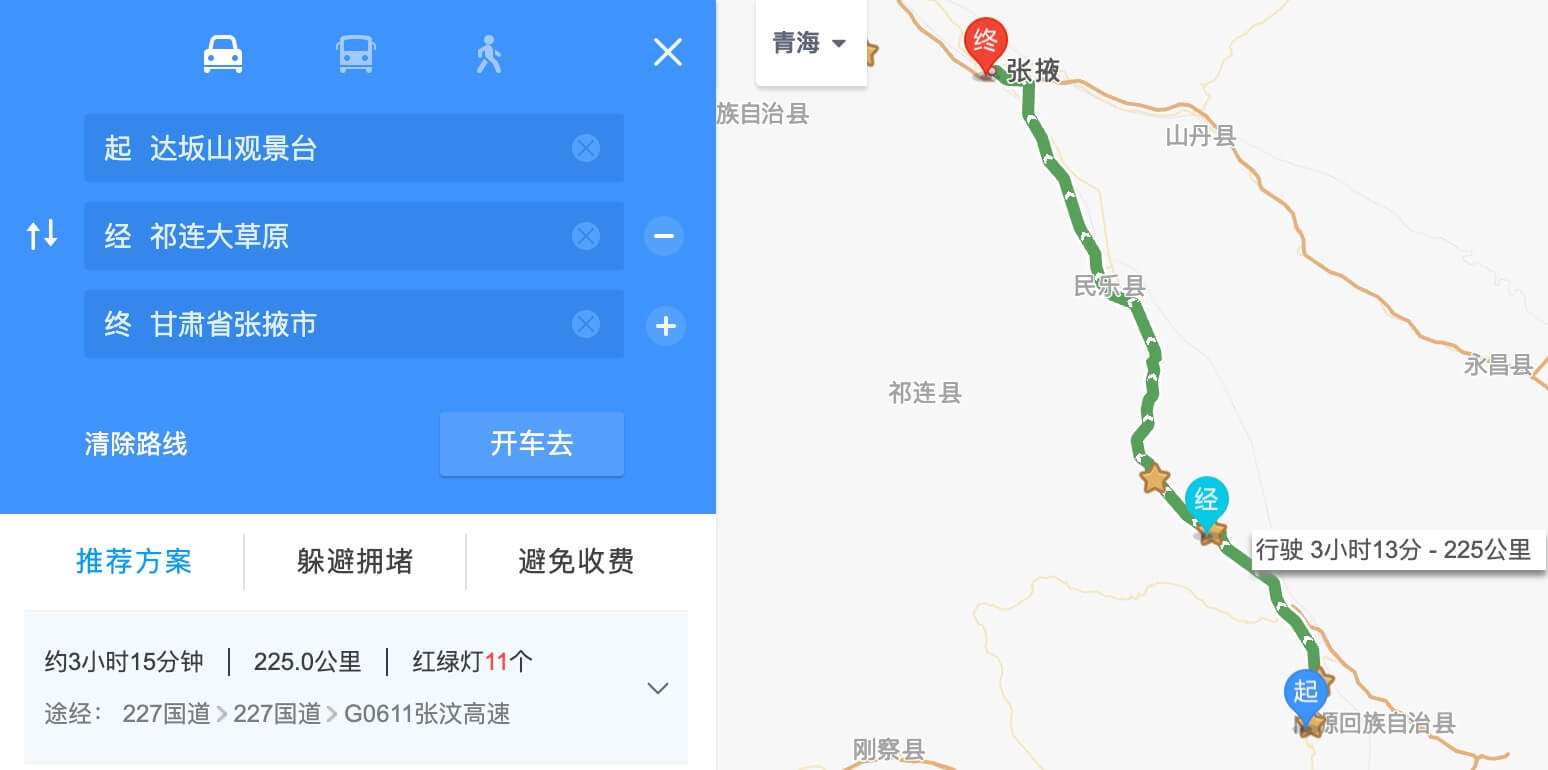 起 达坂山观景台
经 祁连大草原
终 甘肃省张掖市
清除路线
开车去
推荐方案
躲避拥堵
避免收费
约3小时15分钟 | 225.0公里 | 红绿灯11个
途经: 227国道 > 227国道 > G0611张汶高速
青海
终
张掖
族自治县
山丹县
民乐县
永昌县
祁连县
经
行驶 3小时13分 - 225公里
起
源回族自治县
刚察县